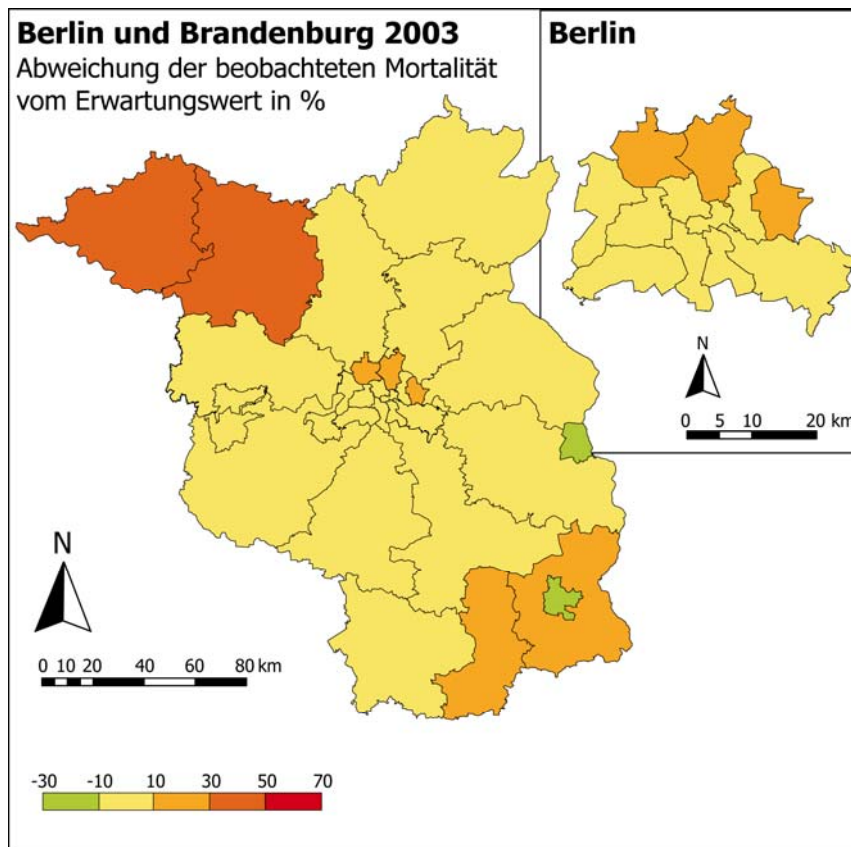 Berlin und Brandenburg 2003
Abweichung der beobachteten Mortalität
vom Erwartungswert in %
Berlin
N
0 5 10 20 km
N
0 10 20 40 60 80 km
-30 -10 10 30 50 70